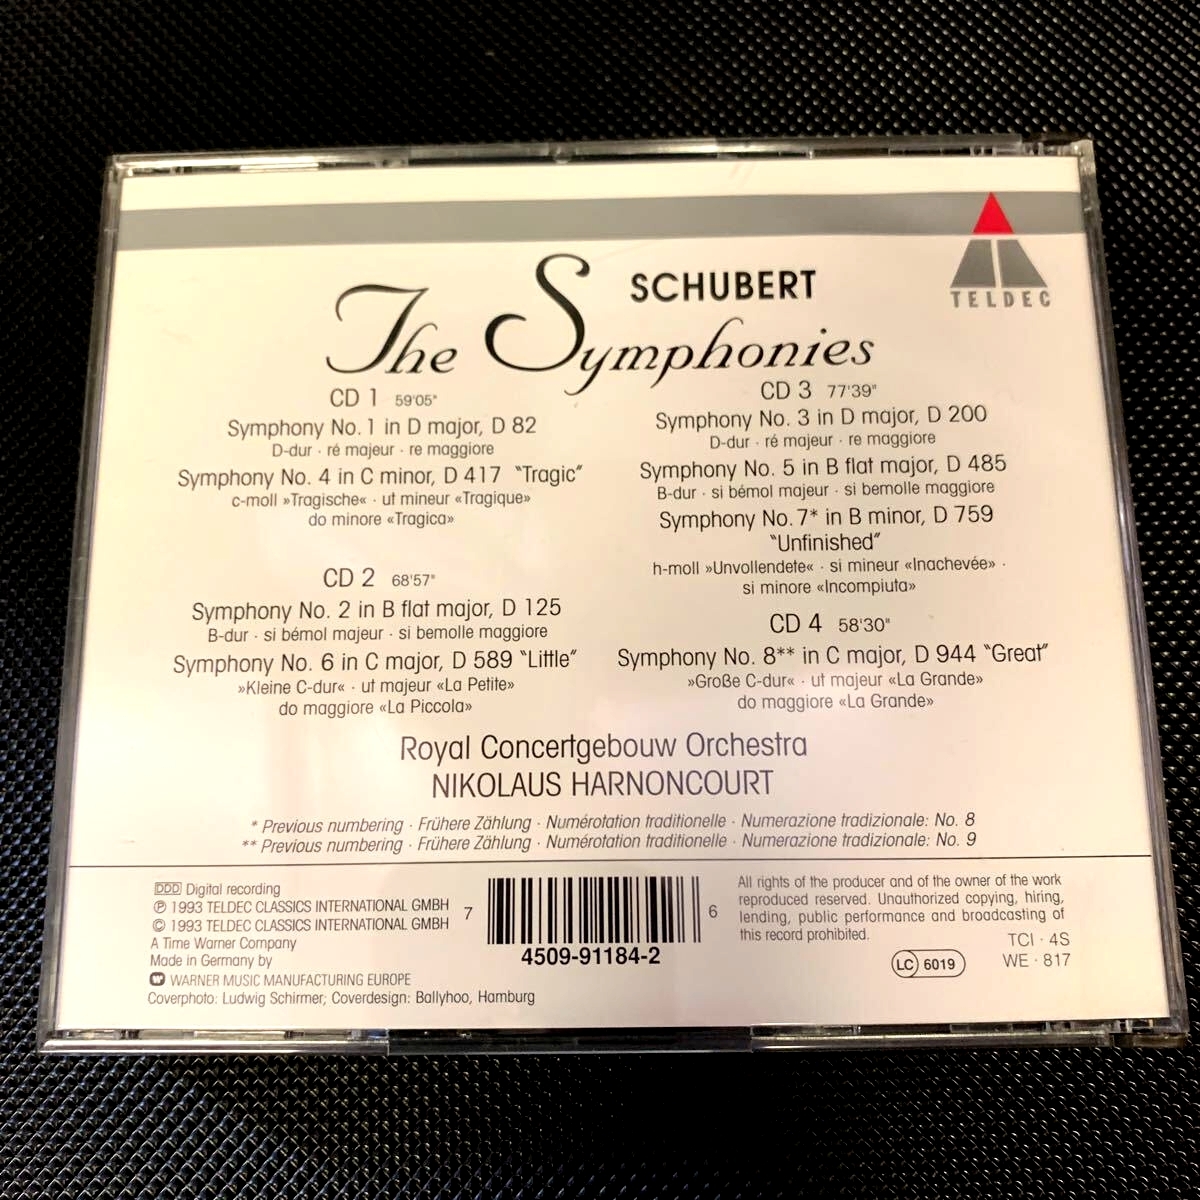 SCHUBERT
The Symphonies
TELDEC
CD 1 59'05"
Symphony No. 1 in D major, D 82
D-dur · ré majeur · re maggiore
Symphony No. 4 in C minor, D 417 "Tragic"
c-moll »Tragische« · ut mineur «Tragique»
do minore «Tragica»
CD 2 68'57"
Symphony No. 2 in B flat major, D 125
B-dur · si bémol majeur · si bemolle maggiore
Symphony No. 6 in C major, D 589 "Little"
»Kleine C-dur« · ut majeur «La Petite»
do maggiore «La Piccola»
CD 3 77'39"
Symphony No. 3 in D major, D 200
D-dur · ré majeur · re maggiore
Symphony No. 5 in B flat major, D 485
B-dur · si bémol majeur · si bemolle maggiore
Symphony No. 7* in B minor, D 759
"Unfinished"
h-moll »Unvollendete« · si mineur «Inachevée» ·
si minore «Incompiuta»
CD 4 58'30"
Symphony No. 8** in C major, D 944 "Great"
»Große C-dur« · ut majeur «La Grande»
do maggiore «La Grande»
Royal Concertgebouw Orchestra
NIKOLAUS HARNONCOURT
* Previous numbering · Frühere Zählung · Numérotation traditionelle · Numerazione tradizionale: No. 8
** Previous numbering · Frühere Zählung · Numérotation traditionelle · Numerazione tradizionale: No. 9
DDD Digital recording
℗ 1993 TELDEC CLASSICS INTERNATIONAL GMBH
© 1993 TELDEC CLASSICS INTERNATIONAL GMBH
A Time Warner Company
Made in Germany by
WARNER MUSIC MANUFACTURING EUROPE
Coverphoto: Ludwig Schirmer; Coverdesign: Ballyhoo, Hamburg
7 6
4509-91184-2
All rights of the producer and of the owner of the work
reproduced reserved. Unauthorized copying, hiring,
lending, public performance and broadcasting of
this record prohibited.
LC 6019
TCI · 4S
WE · 817